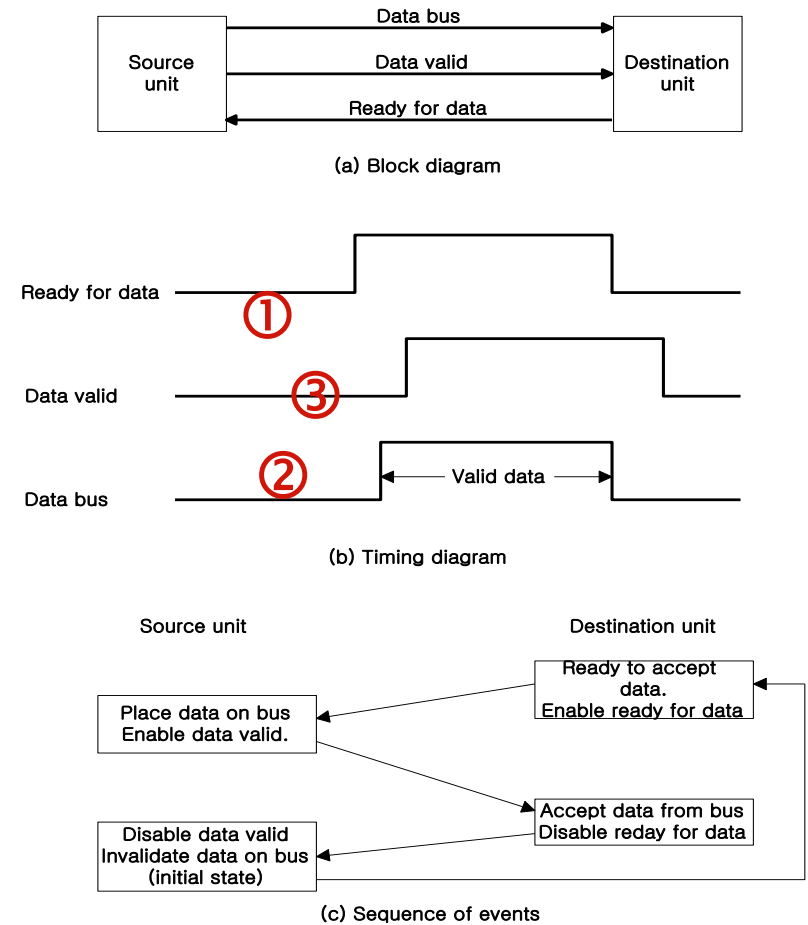 Data bus
Source
unit
Data valid
Destination
unit
Ready for data
(a) Block diagram
Ready for data
①
Data valid
③
②
Valid data
Data bus
(b) Timing diagram
Source unit
Destination unit
Ready to accept
data.
Enable ready for data
Place data on bus
Enable data valid.
Accept data from bus
Disable reday for data
Disable data valid
Invalidate data on bus
(initial state)
(c) Sequence of events